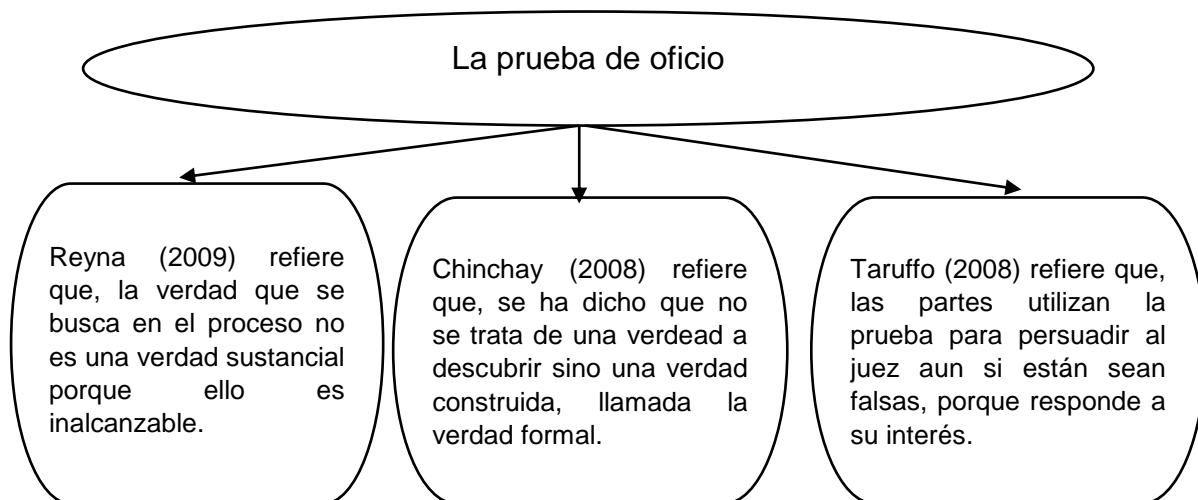 La prueba de oficio
Reyna (2009) refiere
que, la verdad que se
busca en el proceso no
es una verdad sustancial
porque ello es
inalcanzable.
Chinchay (2008) refiere
que, se ha dicho que no
se trata de una verdead a
descubrir sino una verdad
construida, llamada la
verdad formal.
Taruffo (2008) refiere que,
las partes utilizan la
prueba para persuadir al
juez aun si están sean
falsas, porque responde a
su interés.